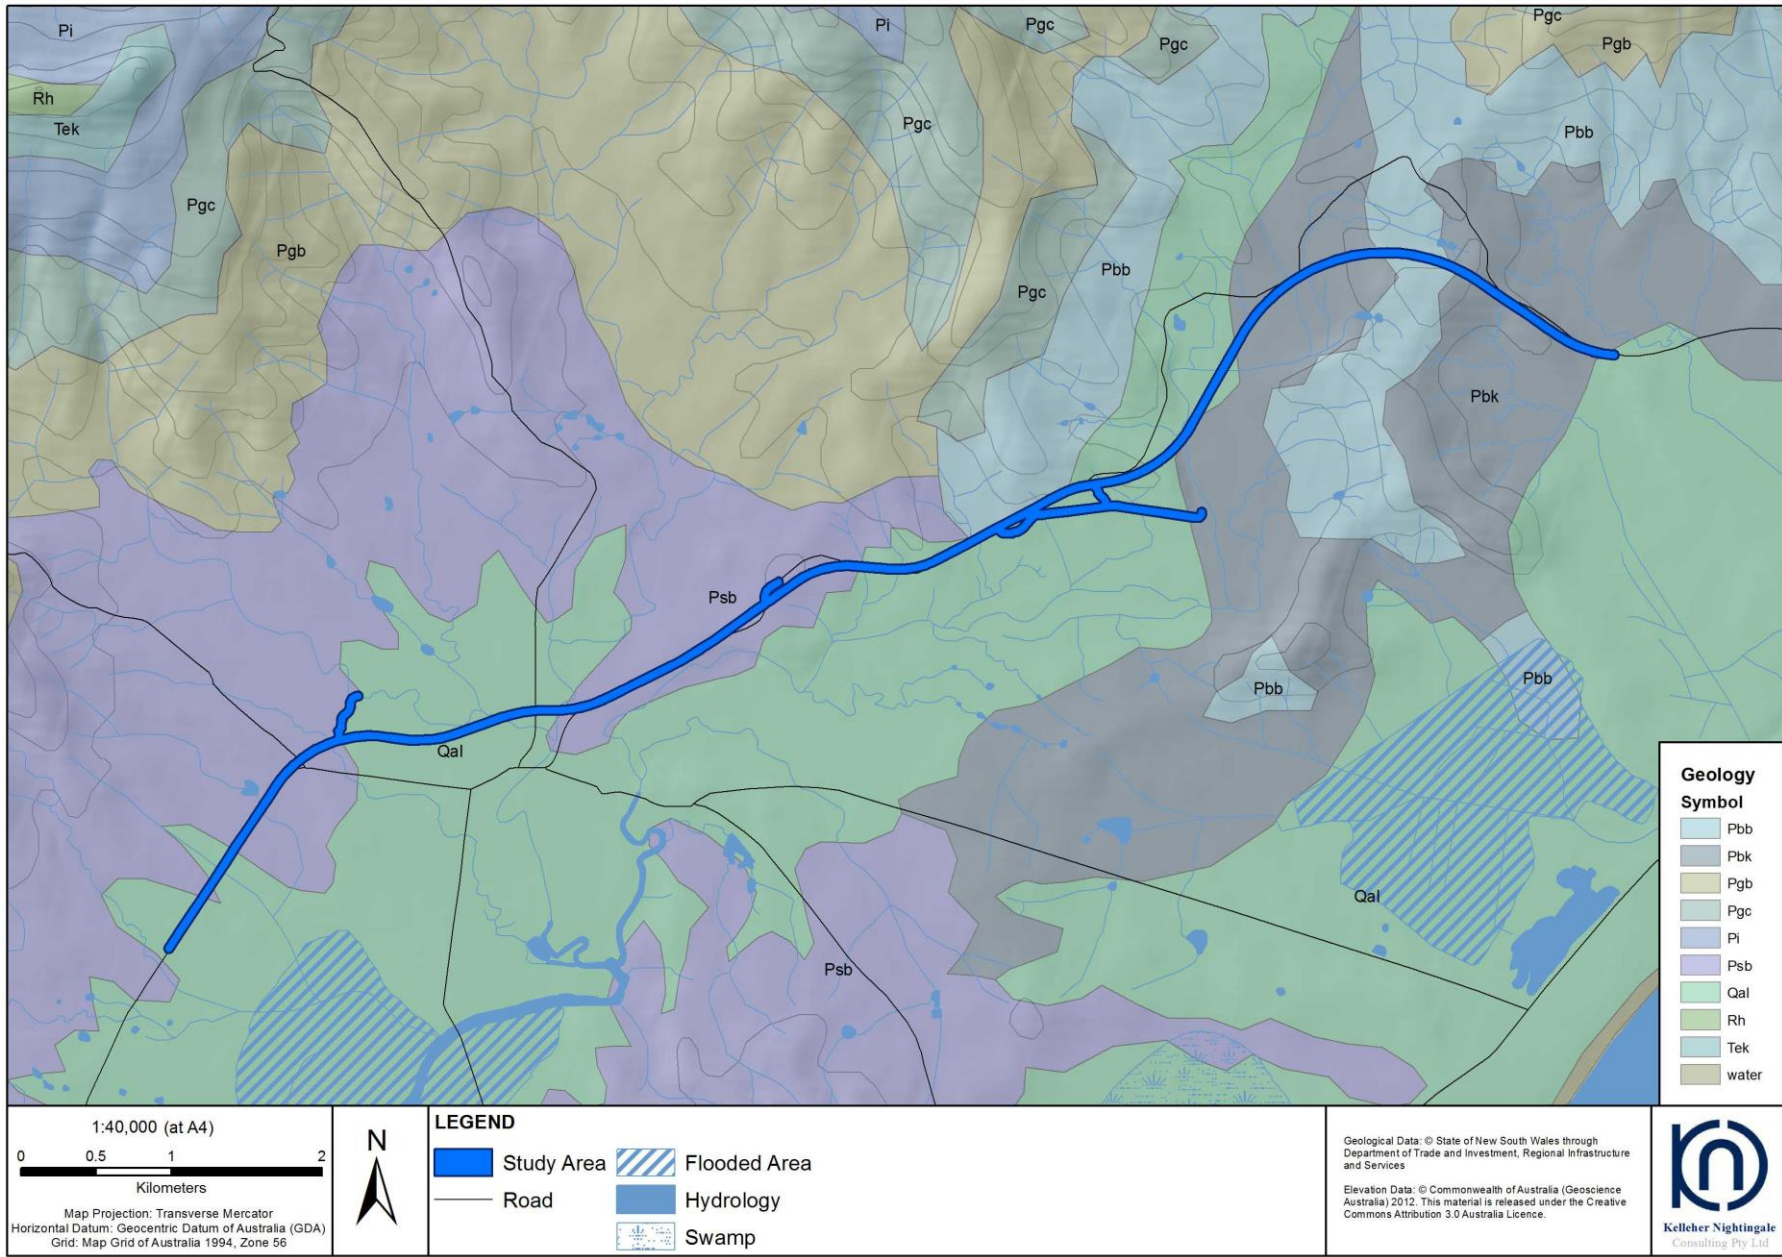 Pi
Pi
Pgc
Pgc
Pgc
Pgb
Rh
Tek
Pgc
Pbb
Pgc
Pgb
Pbb
Pgc
Pbk
Psb
Pbb
Pbb
Qal
Qal
Psb
Geology
Symbol
Pbb
Pbk
Pgb
Pgc
Pi
Psb
Qal
Rh
Tek
water
1:40,000 (at A4)
0 0.5 1 2
Kilometers
Map Projection: Transverse Mercator
Horizontal Datum: Geocentric Datum of Australia (GDA)
Grid: Map Grid of Australia 1994, Zone 56
N
LEGEND
Study Area
Road
Flooded Area
Hydrology
Swamp
Geological Data: © State of New South Wales through
Department of Trade and Investment, Regional Infrastructure
and Services
Elevation Data: © Commonwealth of Australia (Geoscience
Australia) 2012. This material is released under the Creative
Commons Attribution 3.0 Australia Licence.
Kelleher Nightingale
Consulting Pty Ltd